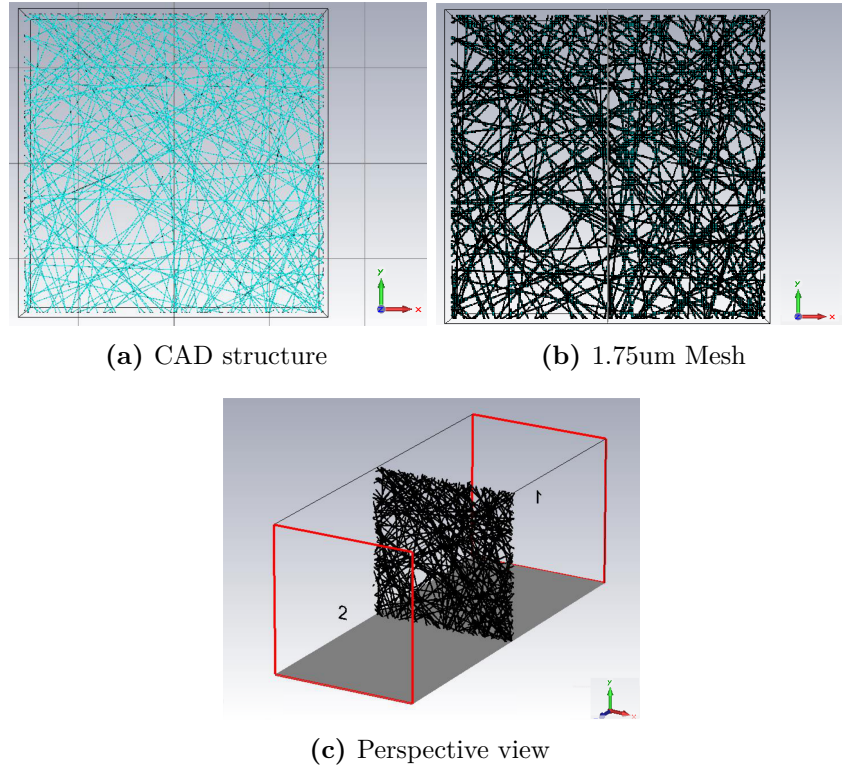 y
z
x
y
z
x
(a) CAD structure
(b) 1.75um Mesh
1
2
y
x
(c) Perspective view